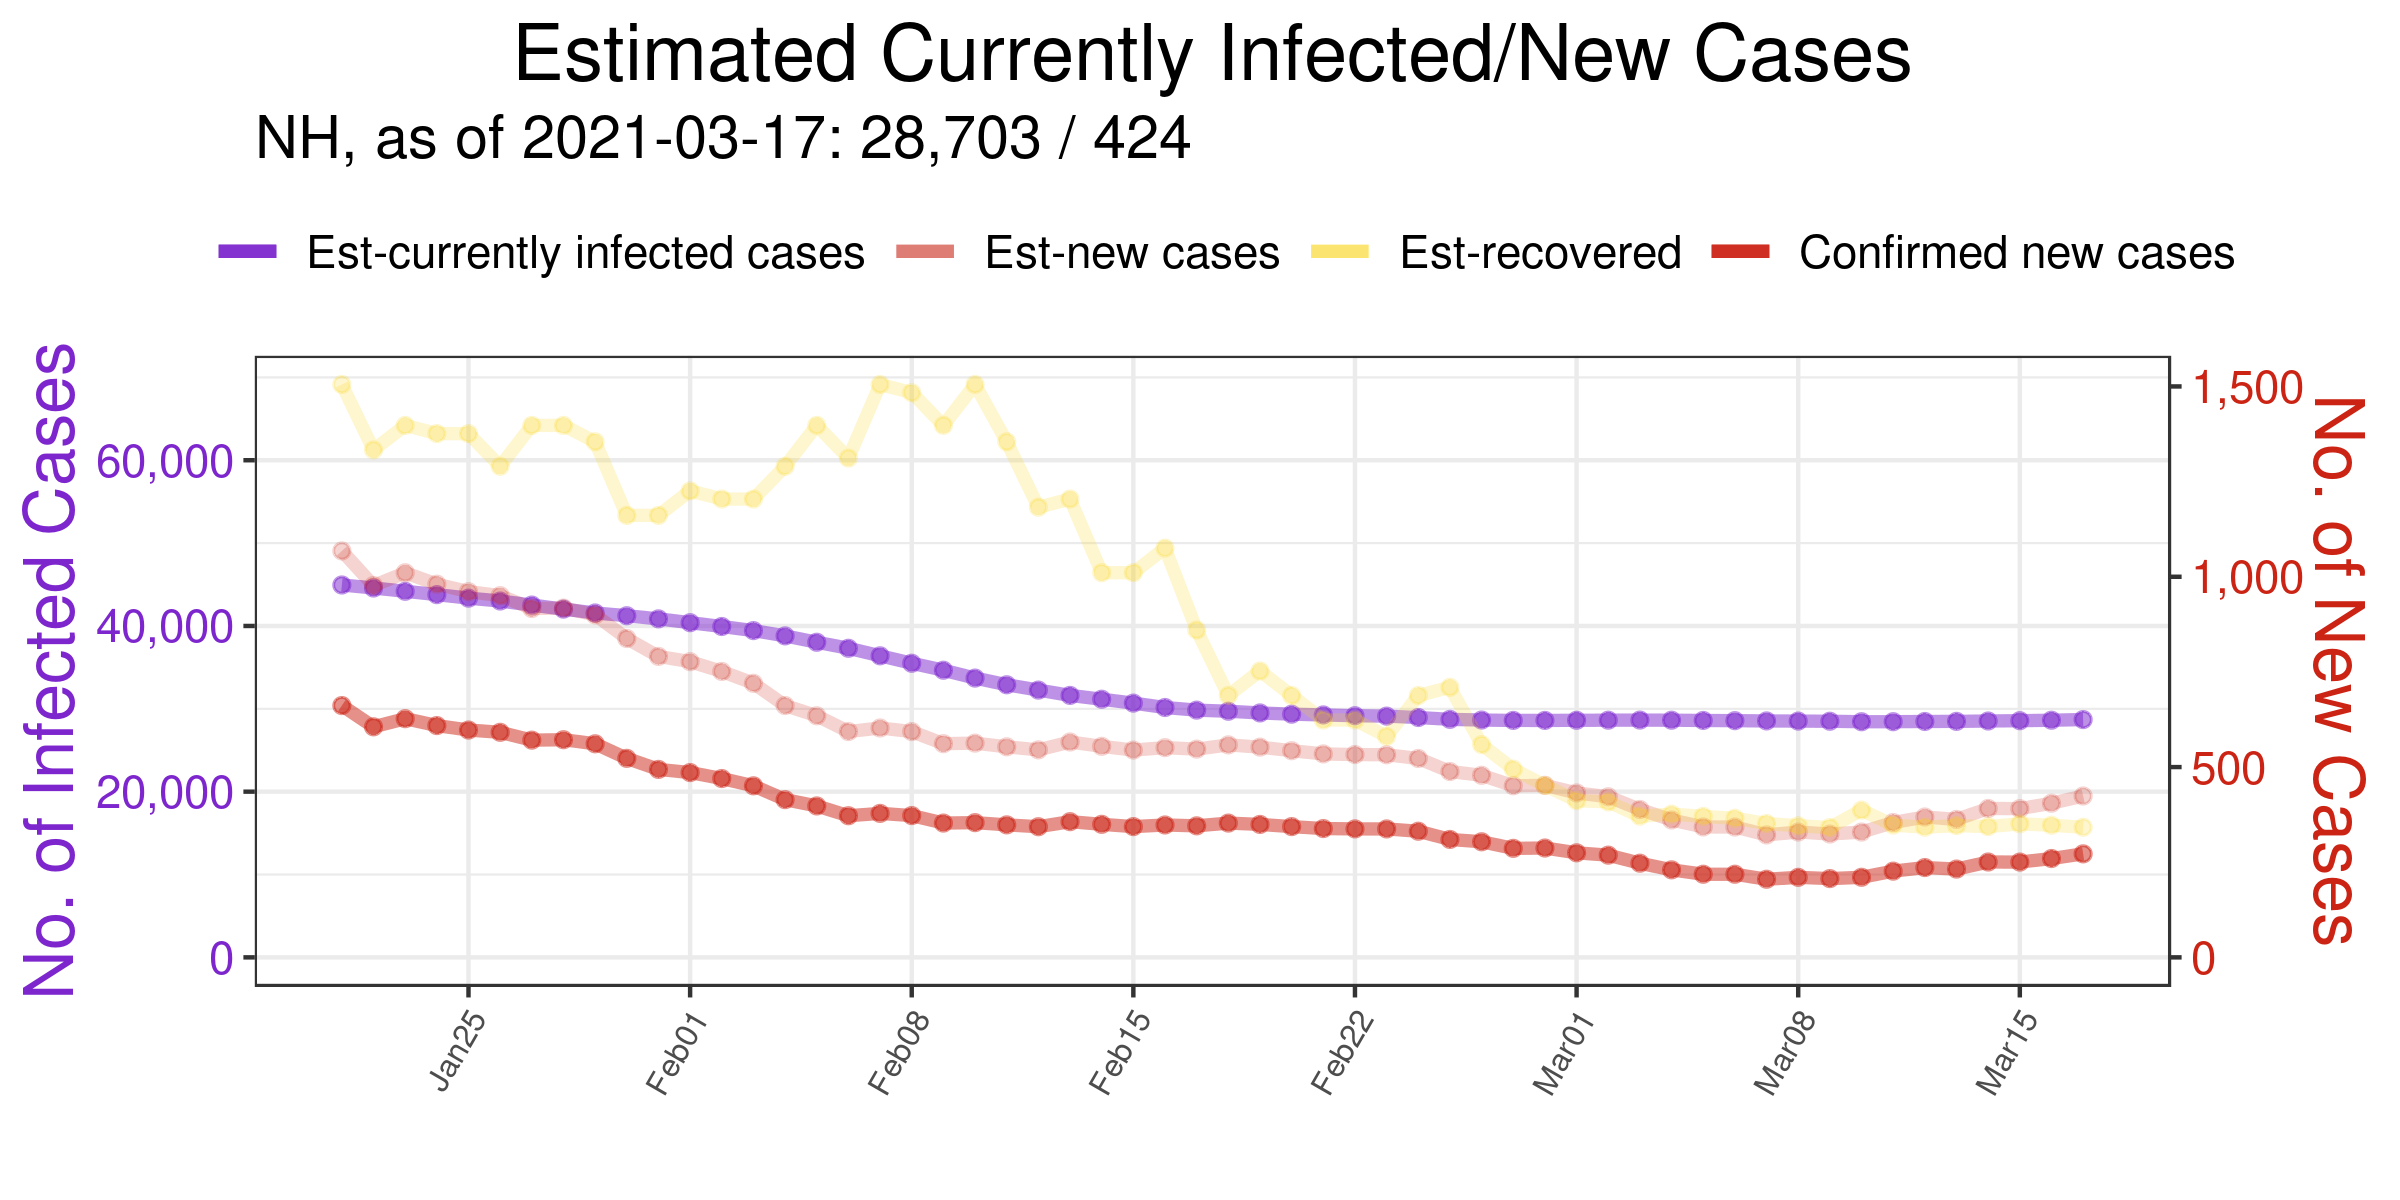 Estimated Currently Infected/New Cases
NH, as of 2021-03-17: 28,703 / 424
Est-currently infected cases Est-new cases Est-recovered Confirmed new cases
No. of Infected Cases
60,000
40,000
20,000
0
1,500
1,000
500
0
No. of New Cases
Jan25 Feb01 Feb08 Feb15 Feb22 Mar01 Mar08 Mar15